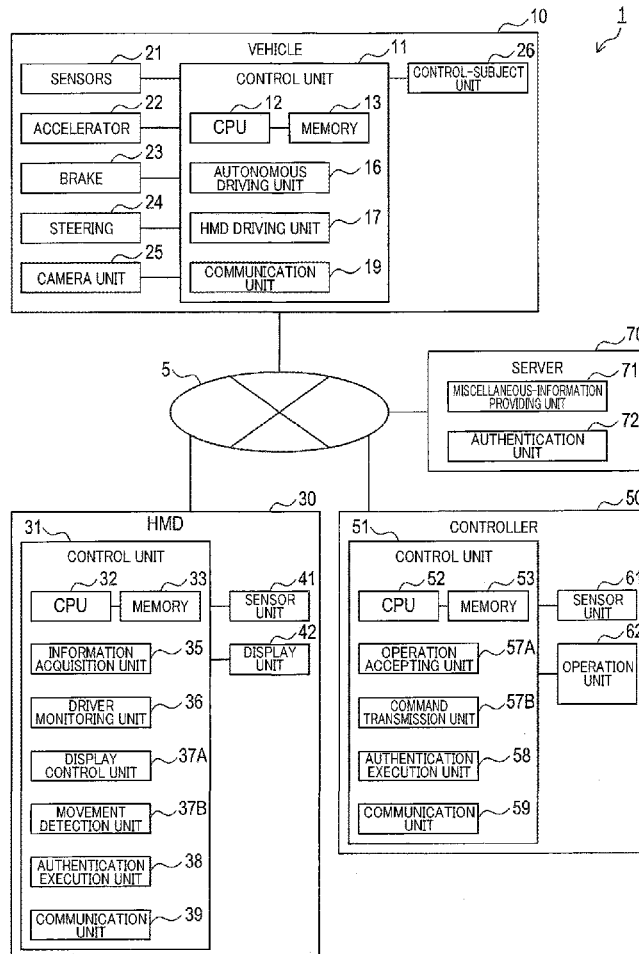 1
10
VEHICLE
21
SENSORS
22
ACCELERATOR
23
BRAKE
24
STEERING
25
CAMERA UNIT
11
CONTROL UNIT
12
CPU
13
MEMORY
AUTONOMOUS
DRIVING UNIT
16
HMD DRIVING UNIT
17
COMMUNICATION
UNIT
19
26
CONTROL-SUBJECT
UNIT
5
70
SERVER
71
MISCELLANEOUS-INFORMATION
PROVIDING UNIT
72
AUTHENTICATION
UNIT
30
HMD
31
CONTROL UNIT
32
CPU
33
MEMORY
41
SENSOR
UNIT
INFORMATION
ACQUISITION UNIT
35
42
DISPLAY
UNIT
DRIVER
MONITORING UNIT
36
DISPLAY
CONTROL UNIT
37A
MOVEMENT
DETECTION UNIT
37B
AUTHENTICATION
EXECUTION UNIT
38
COMMUNICATION
UNIT
39
50
CONTROLLER
51
CONTROL UNIT
52
CPU
53
MEMORY
61
SENSOR
UNIT
OPERATION
ACCEPTING UNIT
57A
62
OPERATION
UNIT
COMMAND
TRANSMISSION UNIT
57B
AUTHENTICATION
EXECUTION UNIT
58
COMMUNICATION
UNIT
59